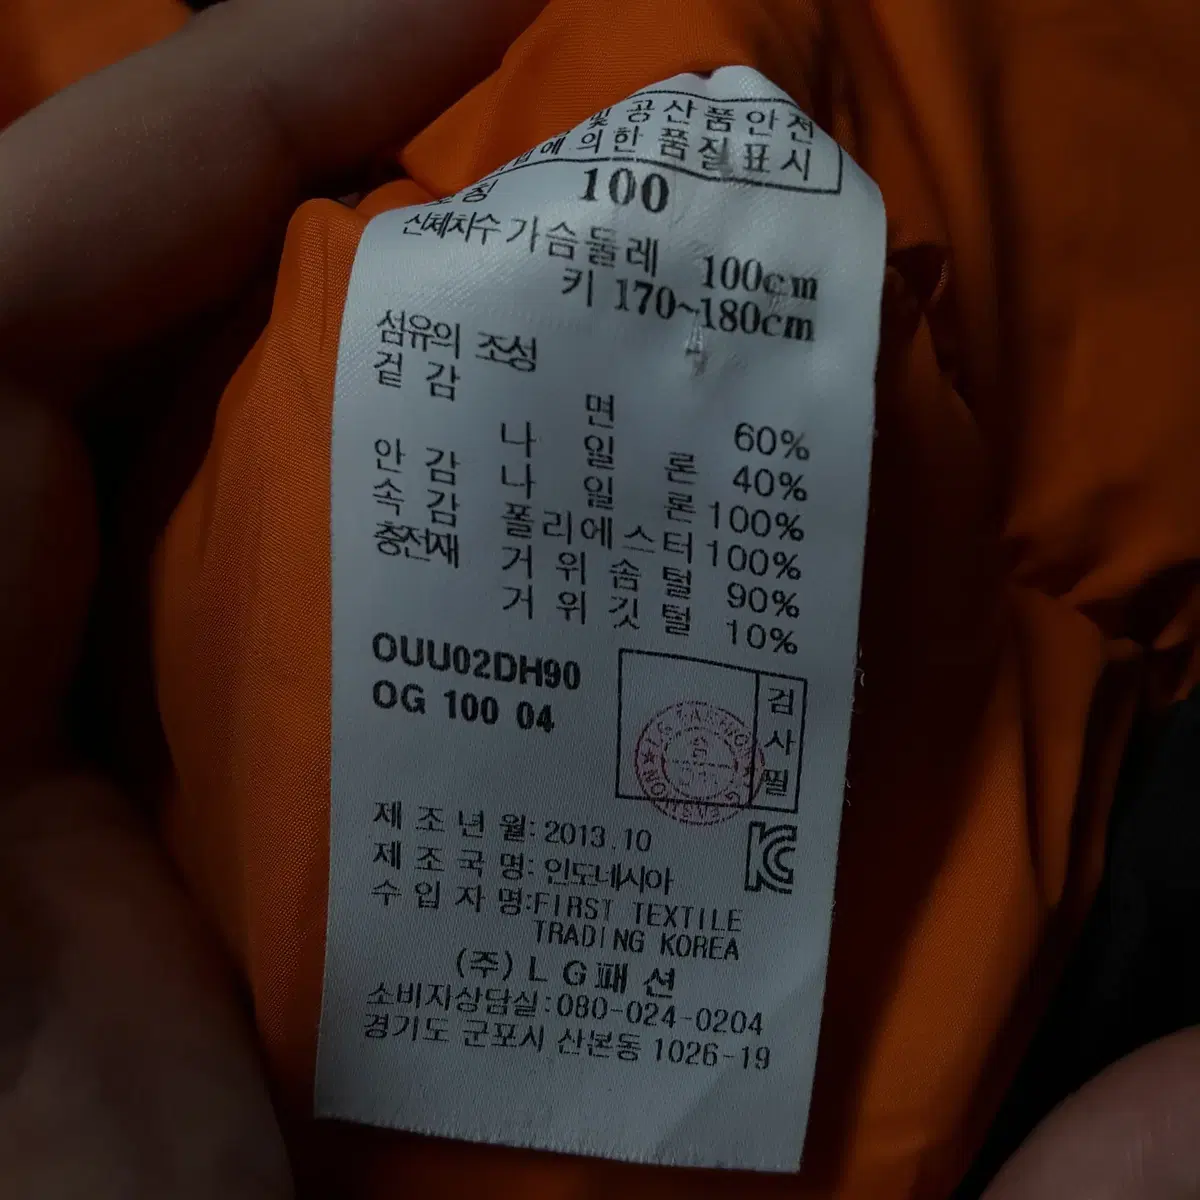 및 공산품안전
에 의한 품질표시
호칭 100
신체치수 가슴둘레 100cm
키 170~180cm
섬유의 조성
겉감 면 60%
나일론 40%
안감 나일론 100%
속감 폴리에스터 100%
충전재 거위솜털 90%
거위깃털 10%
OUU02DH90
OG 100 04
검사필
제조년월: 2013.10
제조국명: 인도네시아
수입자명:FIRST TEXTILE
TRADING KOREA
(주)LG패션
소비자상담실:080-024-0204
경기도 군포시 산본동 1026-19